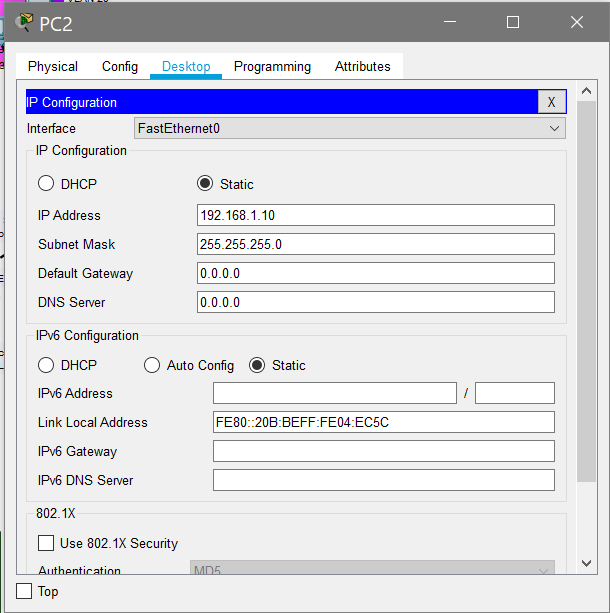 PC2
Physical Config Desktop Programming Attributes
IP Configuration X
Interface FastEthernet0
IP Configuration
DHCP Static
IP Address 192.168.1.10
Subnet Mask 255.255.255.0
Default Gateway 0.0.0.0
DNS Server 0.0.0.0
IPv6 Configuration
DHCP Auto Config Static
IPv6 Address /
Link Local Address FE80::20B:BEFF:FE04:EC5C
IPv6 Gateway
IPv6 DNS Server
802.1X
Use 802.1X Security
Authentication MD5
Top